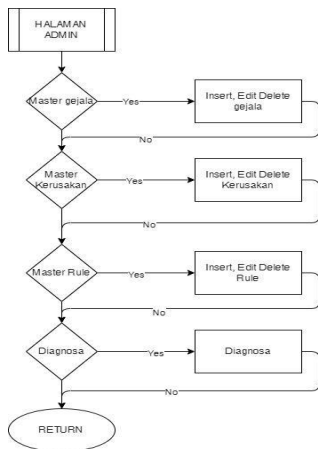 HALAMAN
ADMIN
Master gejala
Yes
Insert, Edit Delete
gejala
No
Master
Kerusakan
Yes
Insert, Edit Delete
Kerusakan
No
Master Rule
Yes
Insert, Edit Delete
Rule
No
Diagnosa
Yes
Diagnosa
No
RETURN